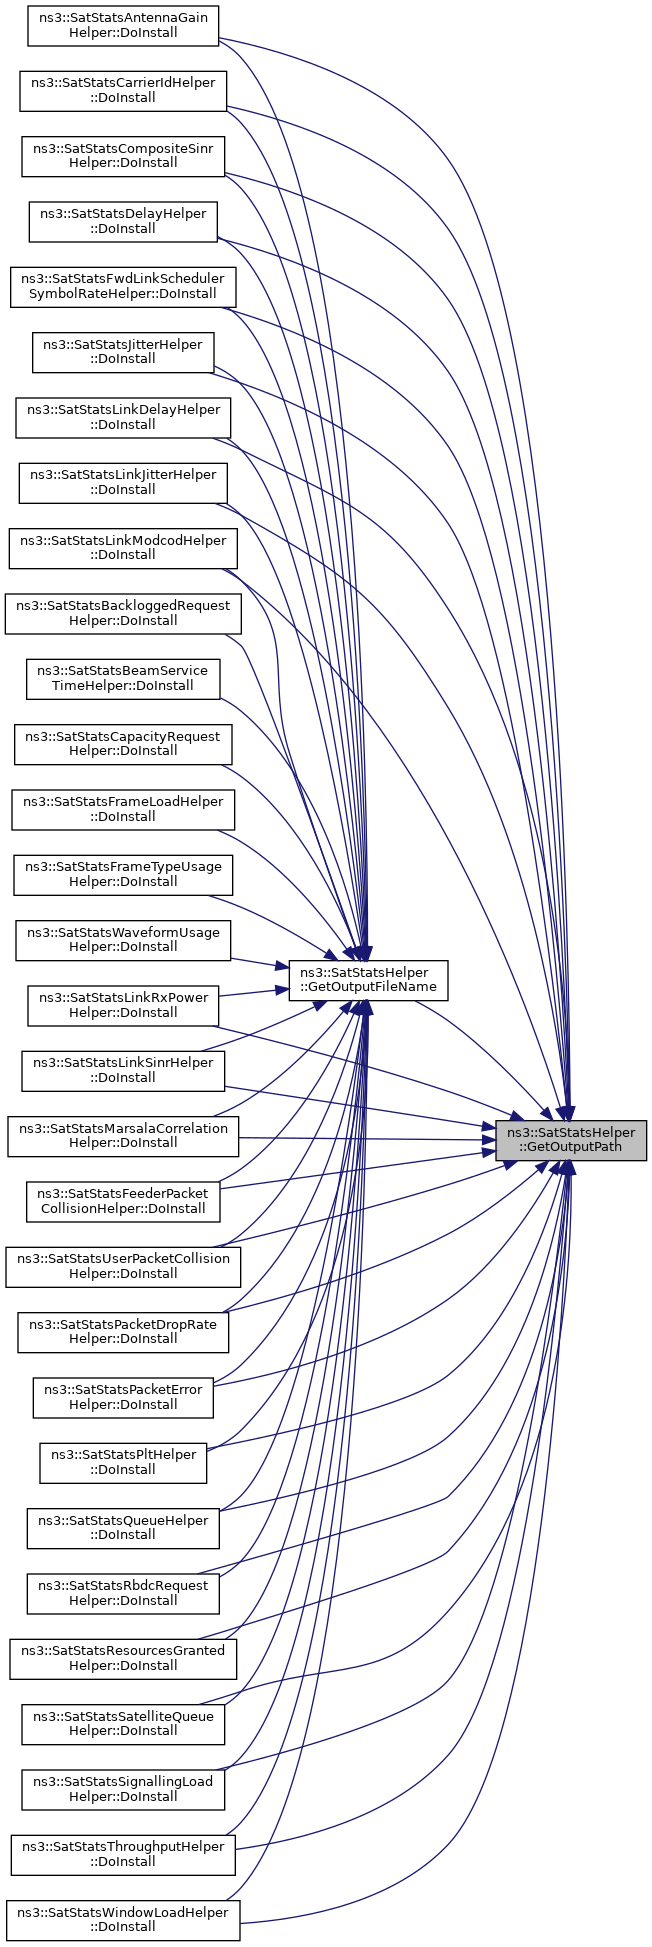 ns3::SatStatsAntennaGain
Helper::DoInstall
ns3::SatStatsCarrierIdHelper
::DoInstall
ns3::SatStatsCompositeSinr
Helper::DoInstall
ns3::SatStatsDelayHelper
::DoInstall
ns3::SatStatsFwdLinkScheduler
SymbolRateHelper::DoInstall
ns3::SatStatsJitterHelper
::DoInstall
ns3::SatStatsLinkDelayHelper
::DoInstall
ns3::SatStatsLinkJitterHelper
::DoInstall
ns3::SatStatsLinkModcodHelper
::DoInstall
ns3::SatStatsBackloggedRequest
Helper::DoInstall
ns3::SatStatsBeamService
TimeHelper::DoInstall
ns3::SatStatsCapacityRequest
Helper::DoInstall
ns3::SatStatsFrameLoadHelper
::DoInstall
ns3::SatStatsFrameTypeUsage
Helper::DoInstall
ns3::SatStatsWaveformUsage
Helper::DoInstall
ns3::SatStatsHelper
::GetOutputFileName
ns3::SatStatsLinkRxPower
Helper::DoInstall
ns3::SatStatsLinkSinrHelper
::DoInstall
ns3::SatStatsMarsalaCorrelation
Helper::DoInstall
ns3::SatStatsHelper
::GetOutputPath
ns3::SatStatsFeederPacket
CollisionHelper::DoInstall
ns3::SatStatsUserPacketCollision
Helper::DoInstall
ns3::SatStatsPacketDropRate
Helper::DoInstall
ns3::SatStatsPacketError
Helper::DoInstall
ns3::SatStatsPltHelper
::DoInstall
ns3::SatStatsQueueHelper
::DoInstall
ns3::SatStatsRbdcRequest
Helper::DoInstall
ns3::SatStatsResourcesGranted
Helper::DoInstall
ns3::SatStatsSatelliteQueue
Helper::DoInstall
ns3::SatStatsSignallingLoad
Helper::DoInstall
ns3::SatStatsThroughputHelper
::DoInstall
ns3::SatStatsWindowLoadHelper
::DoInstall